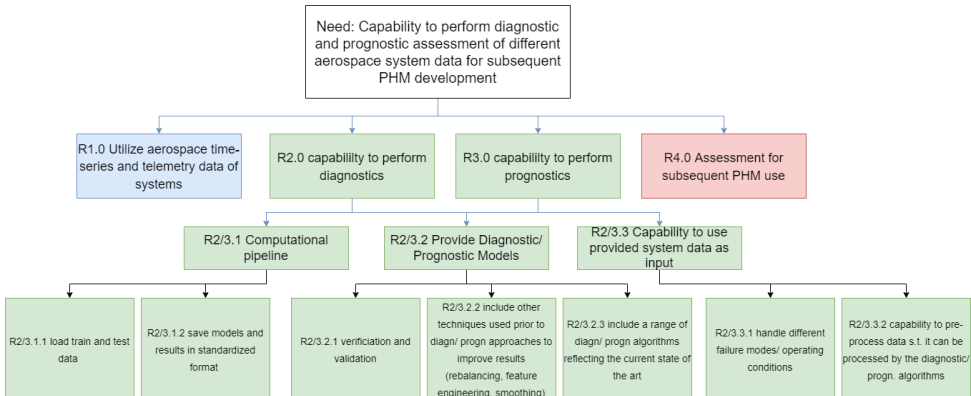 Need: Capability to perform diagnostic
and prognostic assessment of different
aerospace system data for subsequent
PHM development
R1.0 Utilize aerospace time-
series and telemetry data of
systems
R2.0 capabililty to perform
diagnostics
R3.0 capabililty to perform
prognostics
R4.0 Assessment for
subsequent PHM use
R2/3.1 Computational
pipeline
R2/3.2 Provide Diagnostic/
Prognostic Models
R2/3.3 Capability to use
provided system data as
input
R2/3.1.1 load train and test
data
R2/3.1.2 save models and
results in standardized
format
R2/3.2.1 verificiation and
validation
R2/3.2.2 include other
techniques used prior to
diagn/ progn approaches to
improve results
(rebalancing, feature
engineering, smoothing)
R2/3.2.3 include a range of
diagn/ progn algorithms
reflecting the current state of
the art
R2/3.3.1 handle different
failure modes/ operating
conditions
R2/3.3.2 capability to pre-
process data s.t. it can be
processed by the diagnostic/
progn. algorithms